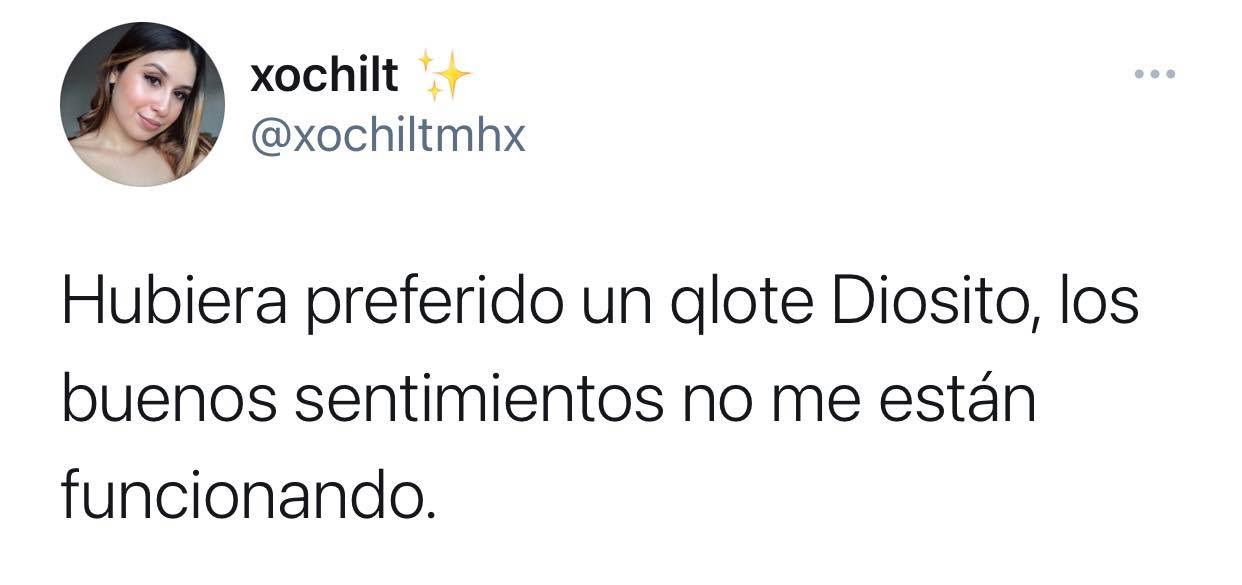 xochilt ✨
@xochiltmhx
Hubiera preferido un qlote Diosito, los
buenos sentimientos no me están
funcionando.